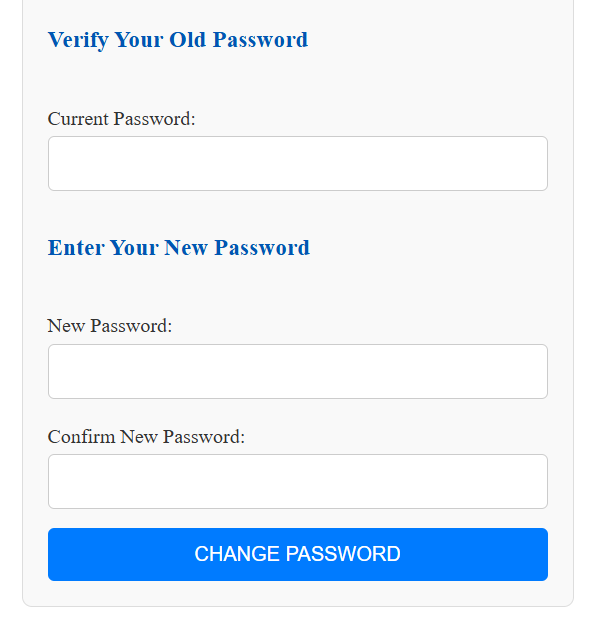 Verify Your Old Password
Current Password:
Enter Your New Password
New Password:
Confirm New Password:
CHANGE PASSWORD